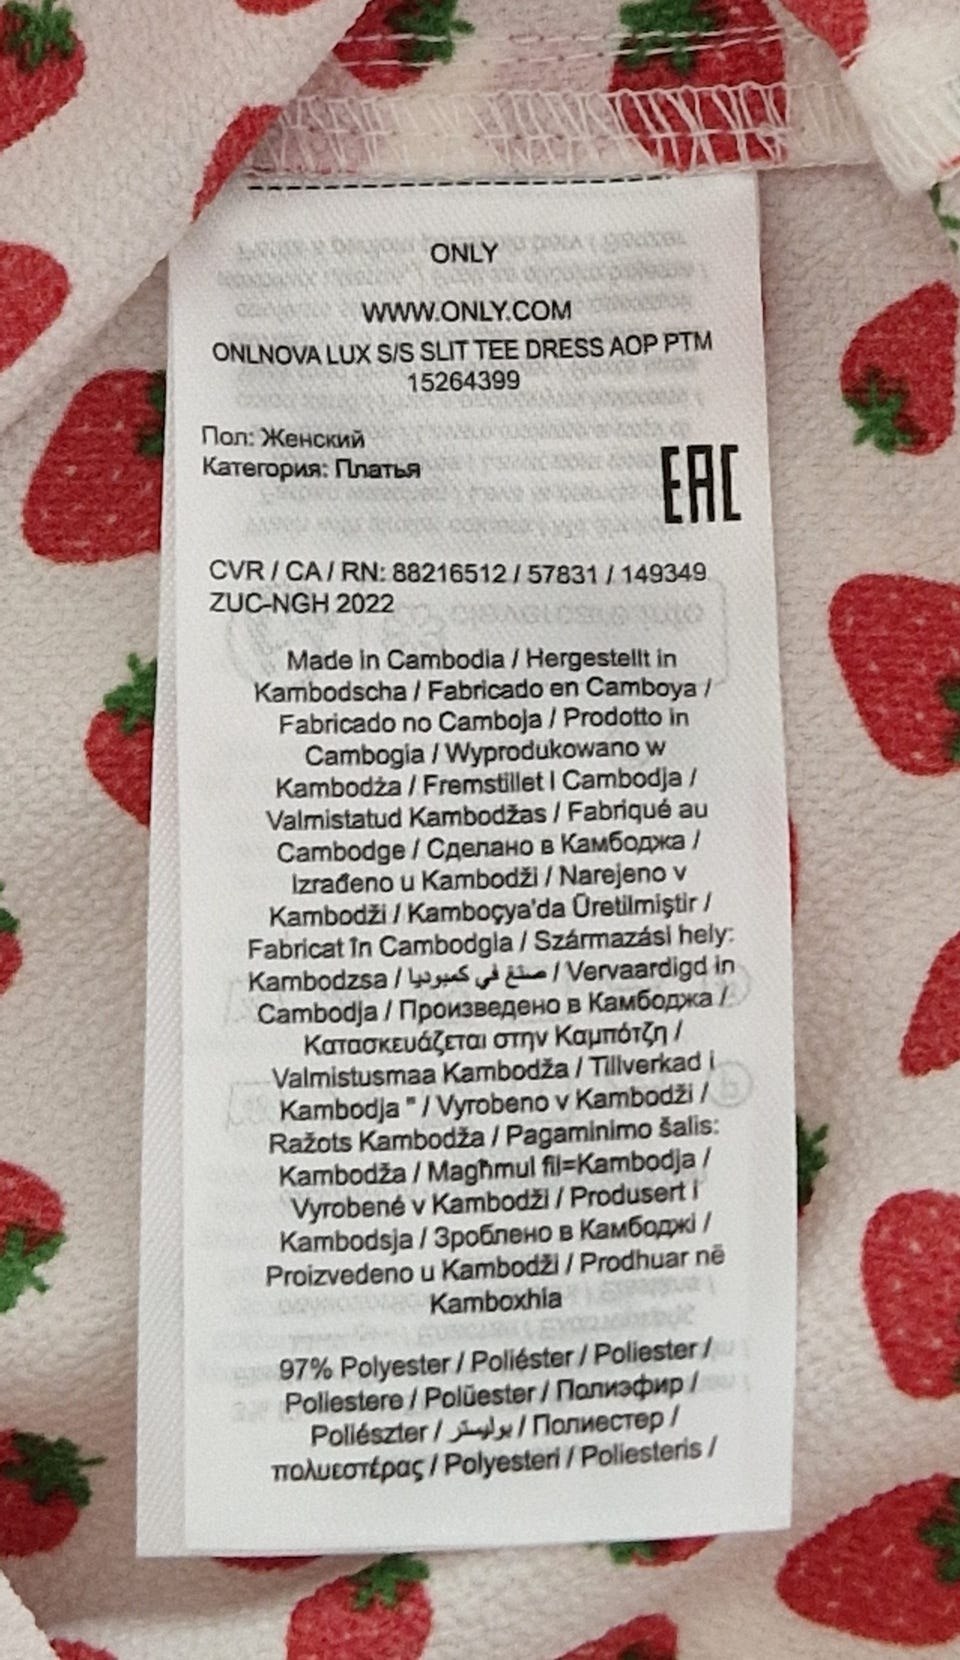 ONLY
WWW.ONLY.COM
ONLNOVA LUX S/S SLIT TEE DRESS AOP PTM
15264399
Пол: Женский
Категория: Платья
EAC
CVR / CA / RN: 88216512 / 57831 / 149349
ZUC-NGH 2022
Made in Cambodia / Hergestellt in
Kambodscha / Fabricado en Camboya /
Fabricado no Camboja / Prodotto in
Cambogia / Wyprodukowano w
Kambodża / Fremstillet I Cambodja /
Valmistatud Kambodžas / Fabriqué au
Cambodge / Сделано в Камбоджа /
Izrađeno u Kambodži / Narejeno v
Kambodži / Kamboçya'da Üretilmiştir /
Fabricat în Cambodgia / Származási hely:
Kambodzsa / صنع في كمبوديا / Vervaardigd in
Cambodja / Произведено в Камбоджа /
Κατασκευάζεται στην Καμπότζη /
Valmistusmaa Kambodža / Tillverkad i
Kambodja " / Vyrobeno v Kambodži /
Ražots Kambodža / Pagaminimo šalis:
Kambodža / Magħmul fil=Kambodja /
Vyrobené v Kambodži / Produsert i
Kambodsja / Зроблено в Камбоджі /
Proizvedeno u Kambodži / Prodhuar në
Kamboxhia
97% Polyester / Poliéster / Poliester /
Poliestere / Polüester / Полиэфир /
Poliészter / بوليستر / Полиестер /
πολυεστέρας / Polyesteri / Poliesteris /